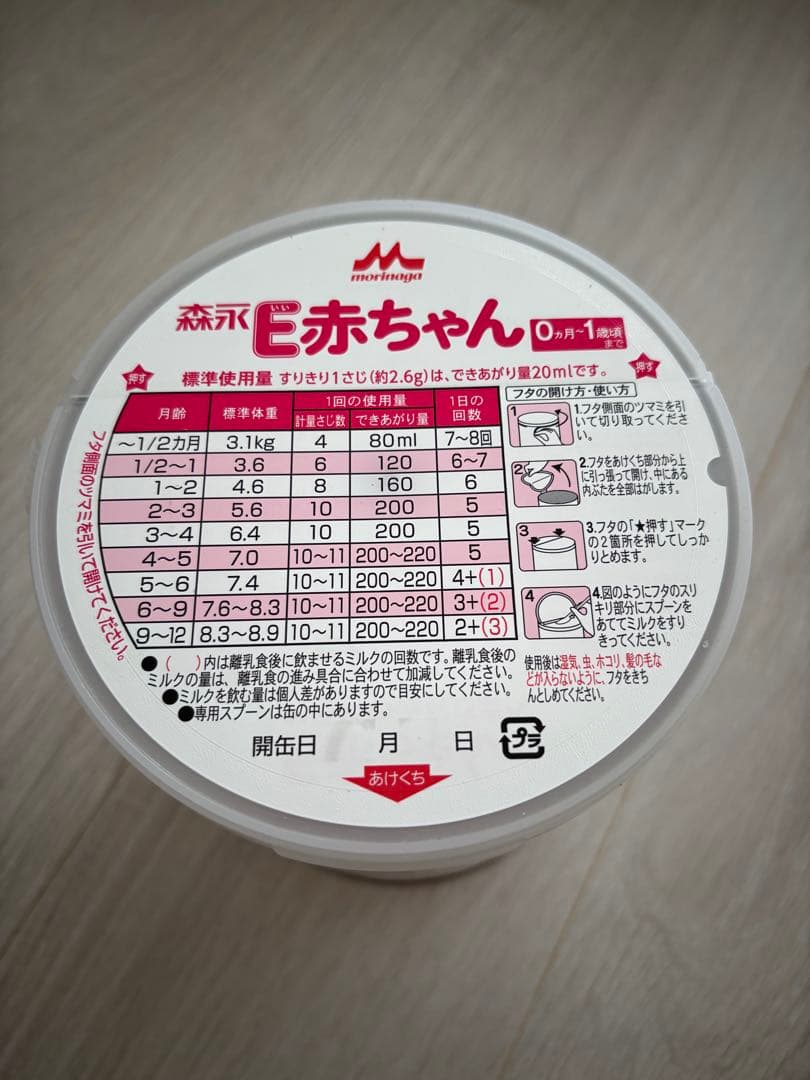 morinaga
森永 E赤ちゃん 0ヵ月〜1歳頃まで
いい
押す
押す
標準使用量 すりきり1さじ(約2.6g)は、できあがり量20mlです。
月齢 標準体重 1回の使用量 1日の回数
計量さじ数 できあがり量
〜1/2カ月 3.1kg 4 80ml 7〜8回
1/2〜1 3.6 6 120 6〜7
1〜2 4.6 8 160 6
2〜3 5.6 10 200 5
3〜4 6.4 10 200 5
4〜5 7.0 10〜11 200〜220 5
5〜6 7.4 10〜11 200〜220 4+(1)
6〜9 7.6〜8.3 10〜11 200〜220 3+(2)
9〜12 8.3〜8.9 10〜11 200〜220 2+(3)
フタの開け方・使い方
1 1.フタ側面のツマミを引
いて切り取ってくださ
い。
2 2.フタをあけくち部分から上
に引っ張って開け、中にある
内ぶたを全部はがします。
3 3.フタの「★押す」マーク
の2箇所を押してしっか
りとめます。
4 4.図のようにフタのスリ
キリ部分にスプーンを
あててミルクをすり
きってください。
使用後は湿気、虫、ホコリ、髪の毛な
どが入らないように、フタをきち
んとしめてください。
●( )内は離乳食後に飲ませるミルクの回数です。離乳食後の
ミルクの量は、離乳食の進み具合に合わせて加減してください。
●ミルクを飲む量は個人差がありますので目安にしてください。
●専用スプーンは缶の中にあります。
開缶日 月 日 プラ
あけくち
フタ側面のツマミを引いて開けてください。